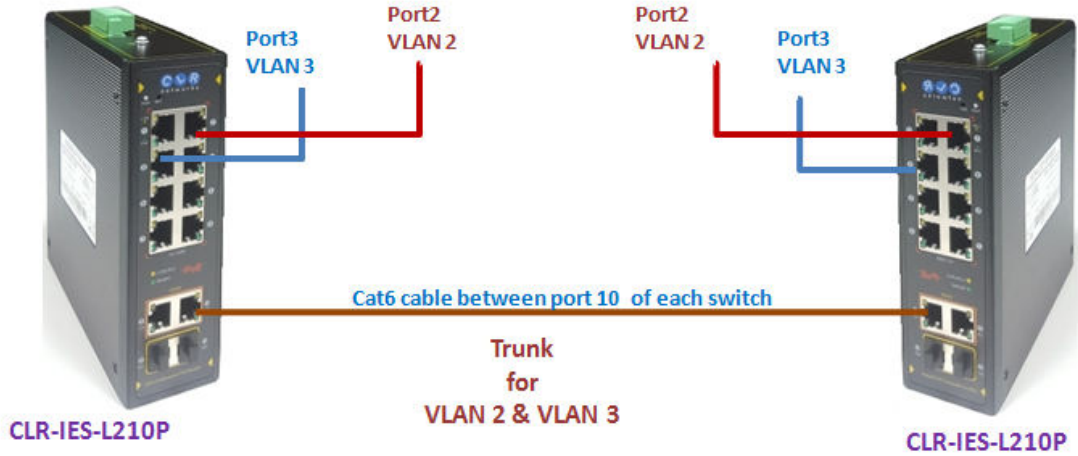 Port2
VLAN 2
Port3
VLAN 3
Port2
VLAN 2
Port3
VLAN 3
CLR
Cat6 cable between port 10 of each switch
Trunk
for
VLAN 2 & VLAN 3
CLR-IES-L210P
CLR-IES-L210P